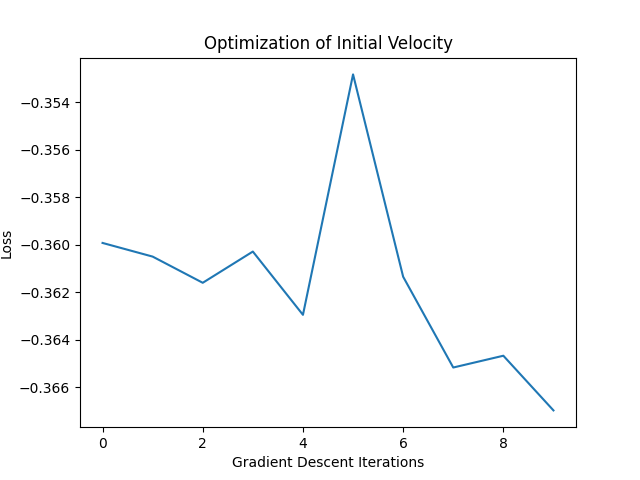 Optimization of Initial Velocity
−0.354
−0.356
−0.358
−0.360
−0.362
−0.364
−0.366
Loss
0 2 4 6 8
Gradient Descent Iterations